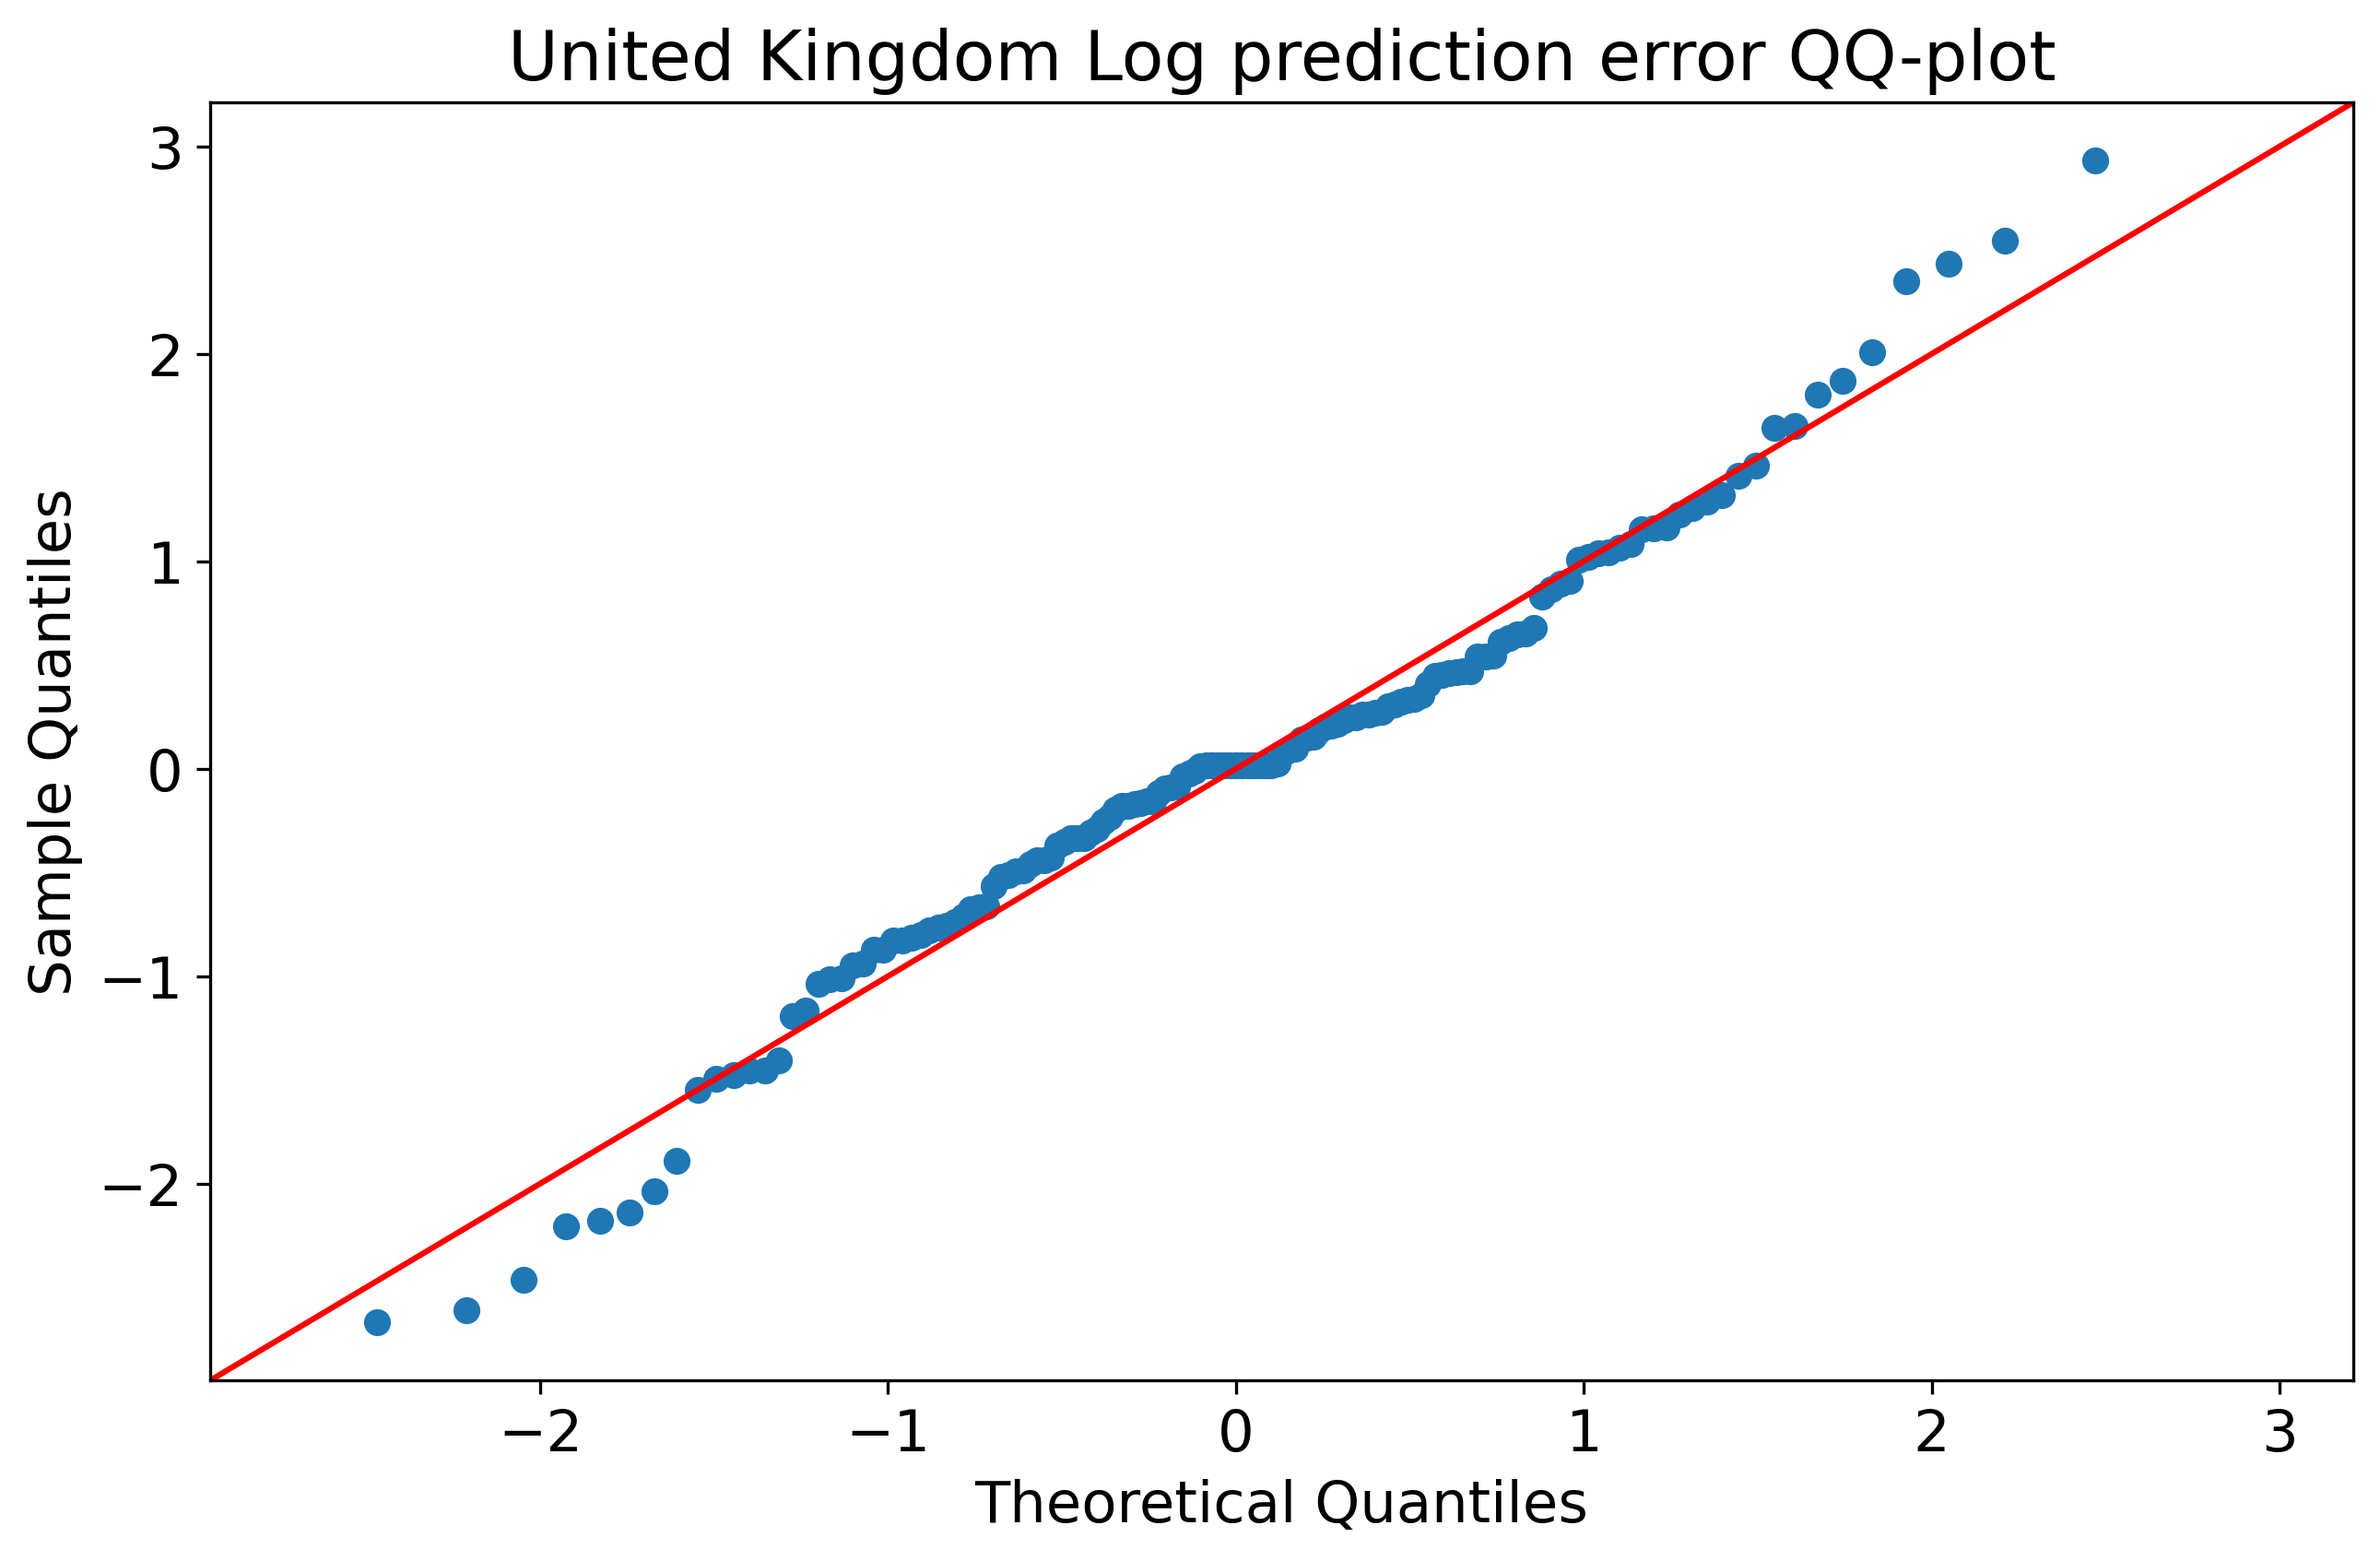 United Kingdom Log prediction error QQ-plot
3
2
1
0
−1
−2
Sample Quantiles
−2 −1 0 1 2 3
Theoretical Quantiles